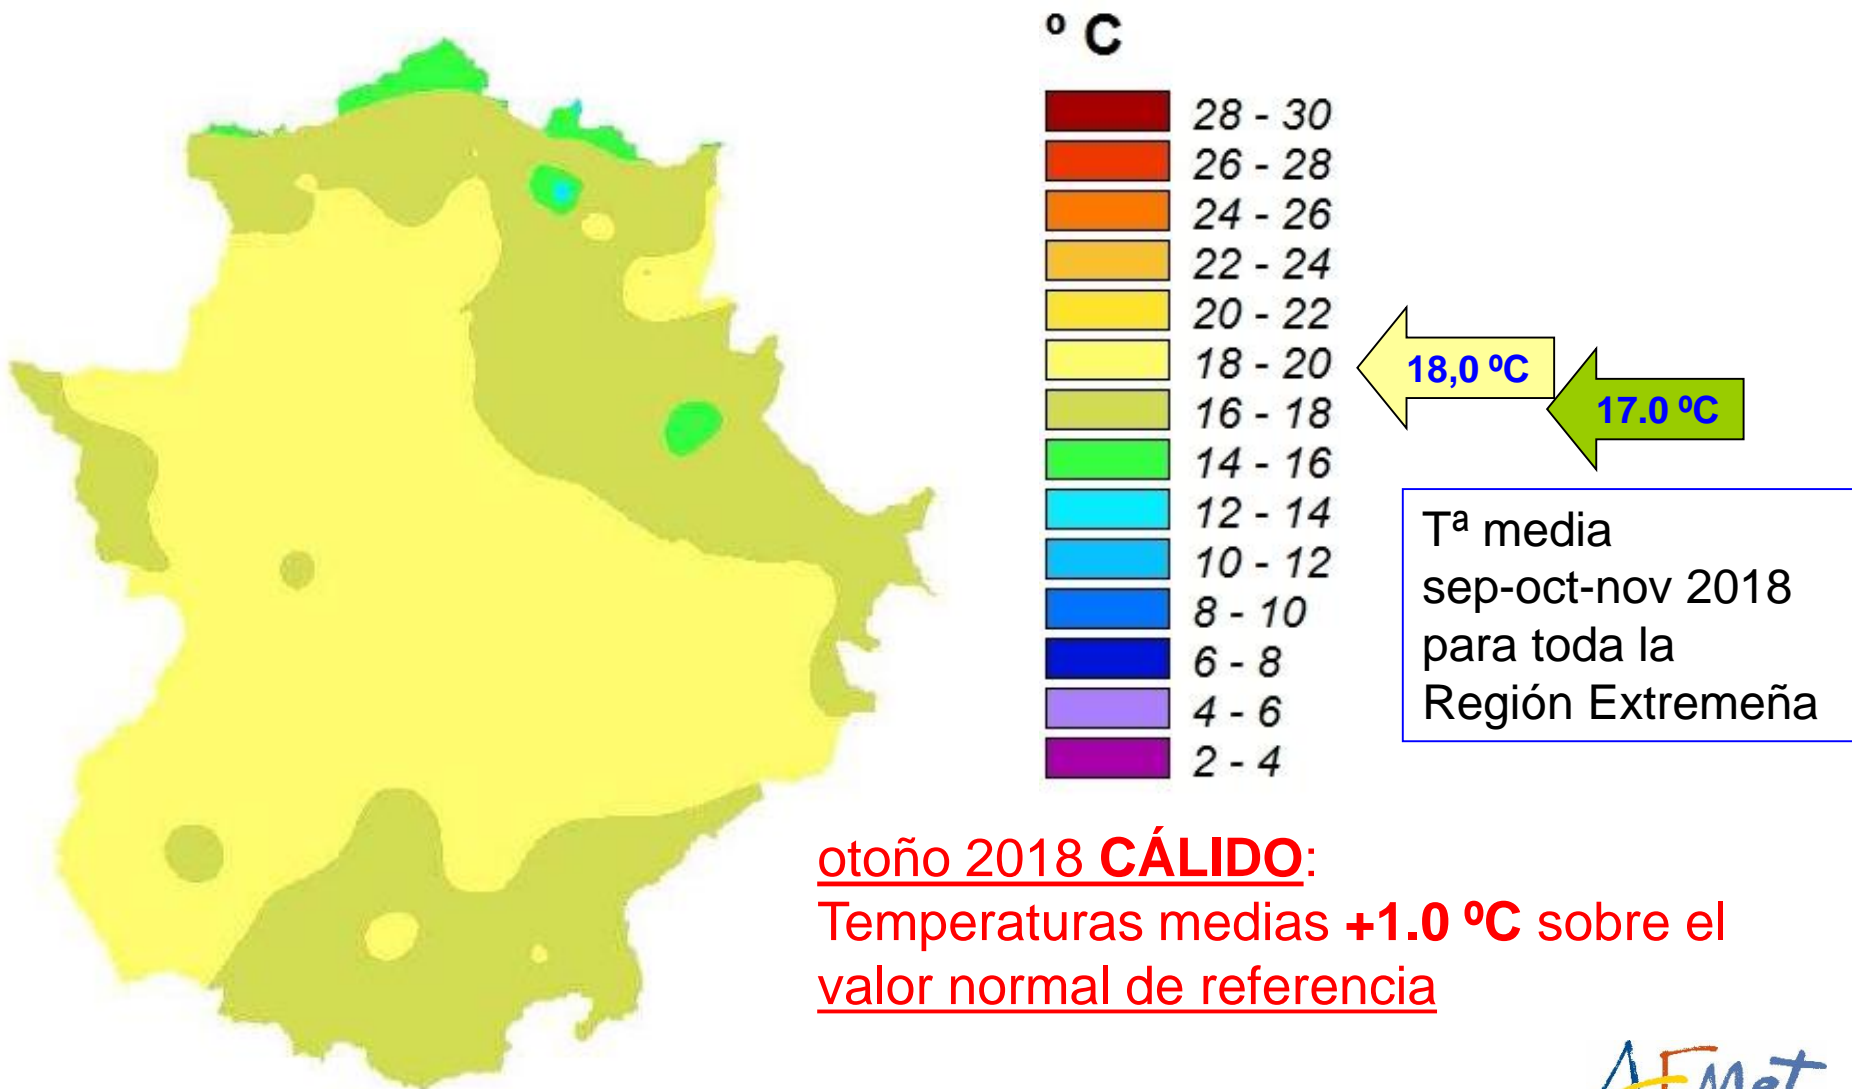 º C
28 - 30
26 - 28
24 - 26
22 - 24
20 - 22
18 - 20
16 - 18
14 - 16
12 - 14
10 - 12
8 - 10
6 - 8
4 - 6
2 - 4
18,0 ºC
17.0 ºC
Tª media
sep-oct-nov 2018
para toda la
Región Extremeña
otoño 2018 CÁLIDO:
Temperaturas medias +1.0 ºC sobre el
valor normal de referencia
AEMet